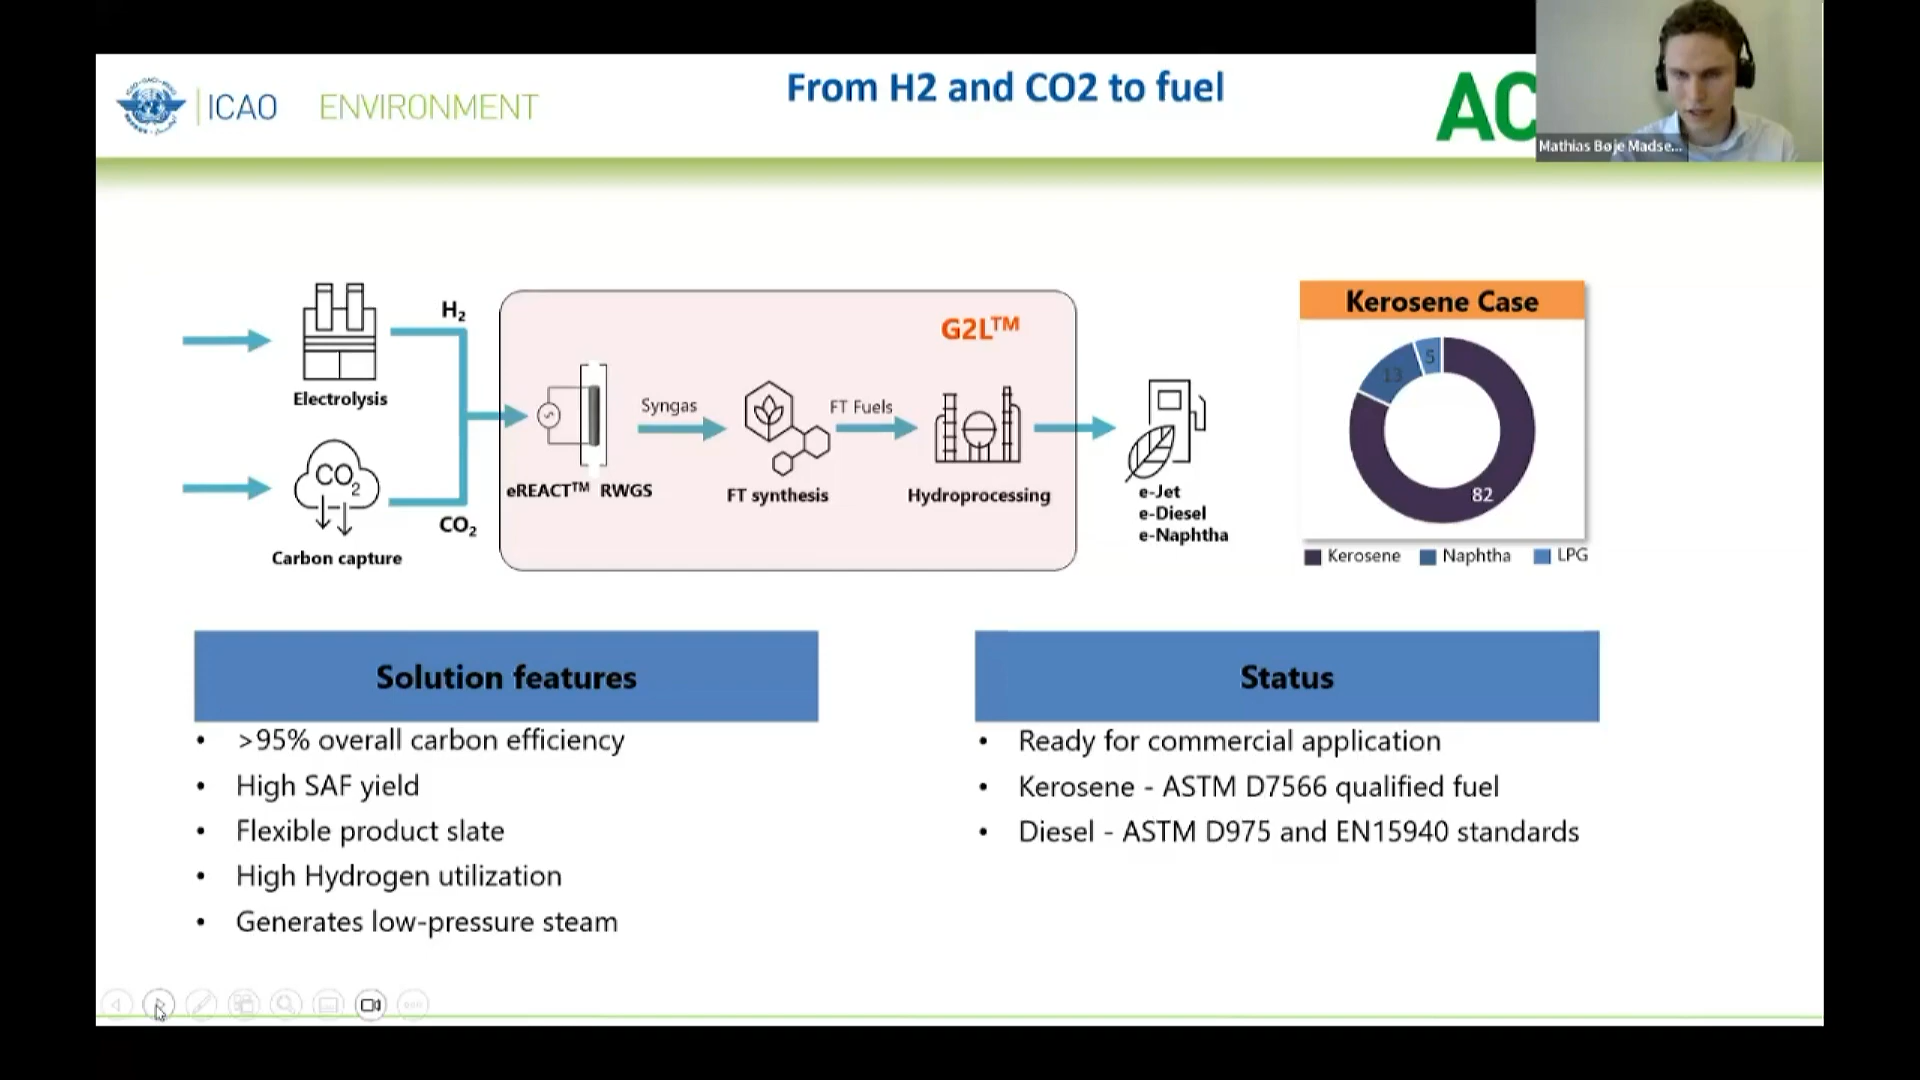 ICAO ENVIRONMENT
From H2 and CO2 to fuel
AC
Mathias Bøje Madse...
H2
Electrolysis
CO2
Carbon capture
CO2
G2L™
eREACT™ RWGS
Syngas
FT synthesis
FT Fuels
Hydroprocessing
e-Jet
e-Diesel
e-Naphtha
Kerosene Case
5
13
82
Kerosene Naphtha LPG
Solution features
• >95% overall carbon efficiency
• High SAF yield
• Flexible product slate
• High Hydrogen utilization
• Generates low-pressure steam
Status
• Ready for commercial application
• Kerosene - ASTM D7566 qualified fuel
• Diesel - ASTM D975 and EN15940 standards